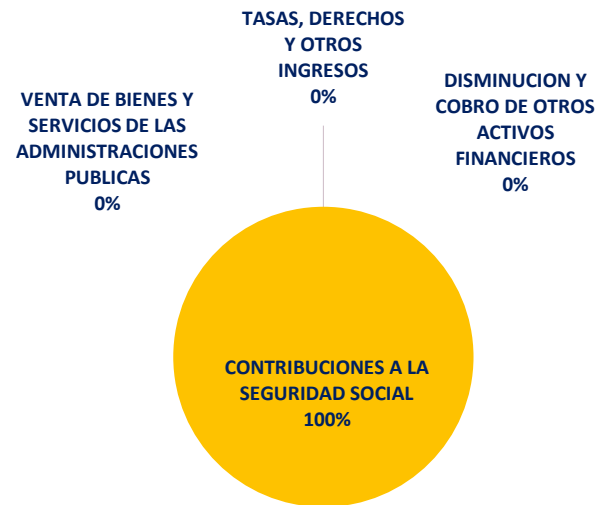 TASAS, DERECHOS
Y OTROS
INGRESOS
0%
VENTA DE BIENES Y
SERVICIOS DE LAS
ADMINISTRACIONES
PUBLICAS
0%
DISMINUCION Y
COBRO DE OTROS
ACTIVOS
FINANCIEROS
0%
CONTRIBUCIONES A LA
SEGURIDAD SOCIAL
100%